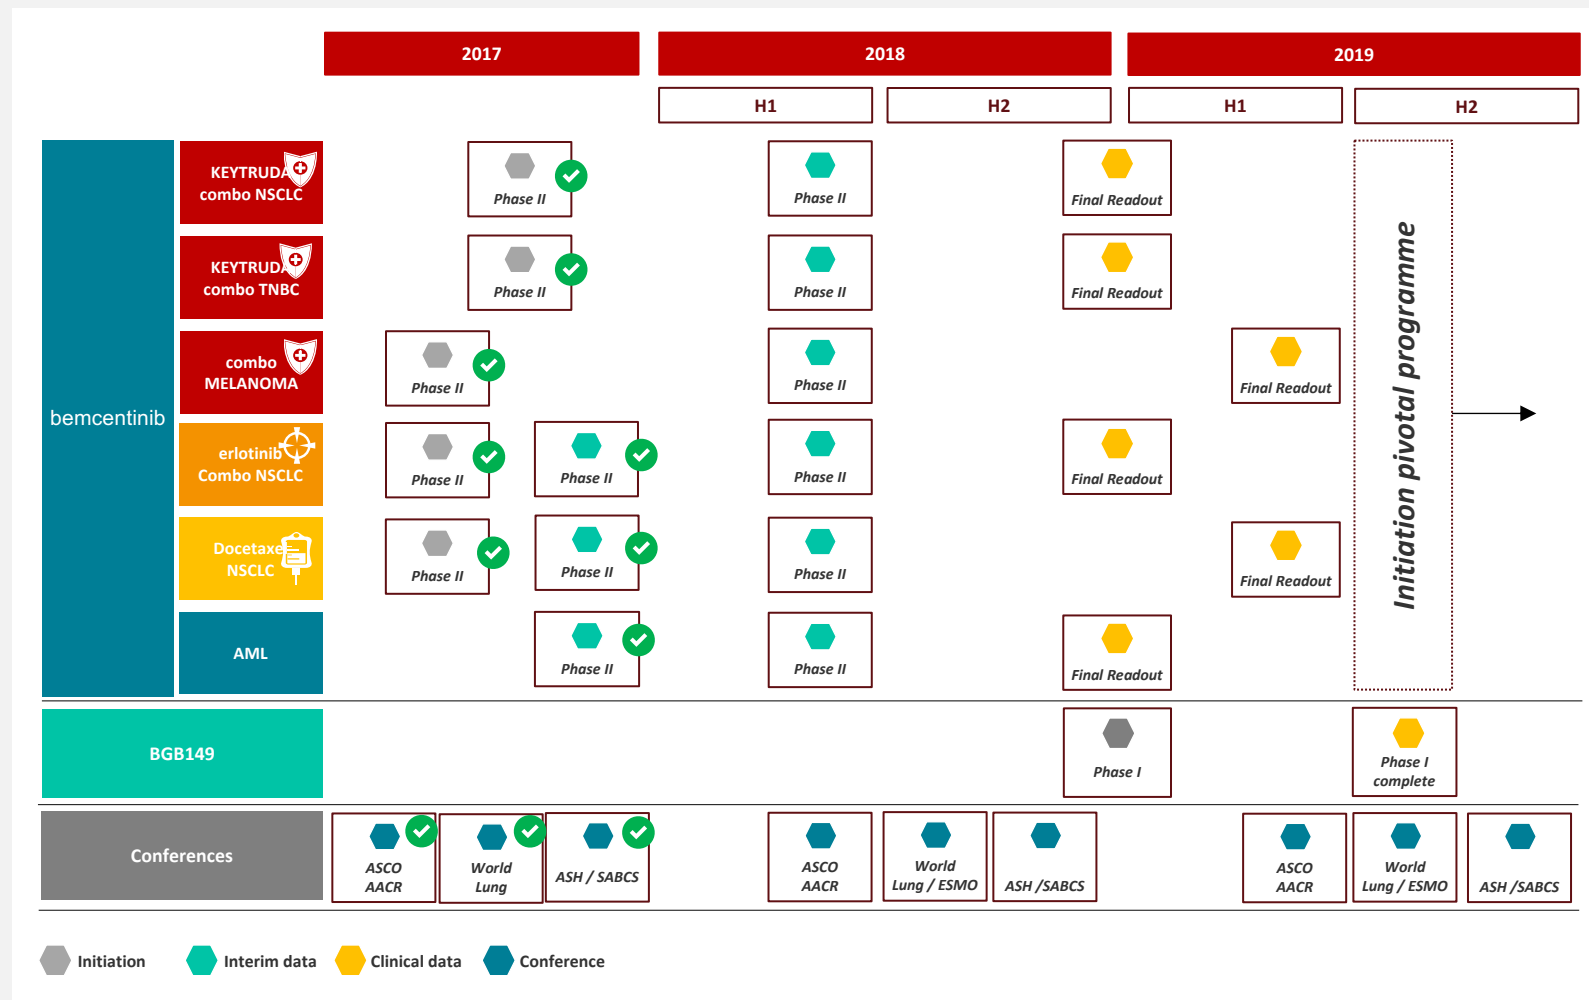 2017
2018
2019
H1
H2
H1
H2
bemcentinib
KEYTRUDA
combo NSCLC
Phase II
Phase II
Final Readout
KEYTRUDA
combo TNBC
Phase II
Phase II
Final Readout
combo
MELANOMA
Phase II
Phase II
Final Readout
erlotinib
Combo NSCLC
Phase II
Phase II
Phase II
Final Readout
Docetaxel
NSCLC
Phase II
Phase II
Phase II
Final Readout
AML
Phase II
Phase II
Final Readout
Initiation pivotal programme
BGB149
Phase I
Phase I
complete
Conferences
ASCO
AACR
World
Lung
ASH / SABCS
ASCO
AACR
World
Lung / ESMO
ASH /SABCS
ASCO
AACR
World
Lung / ESMO
ASH /SABCS
Initiation
Interim data
Clinical data
Conference